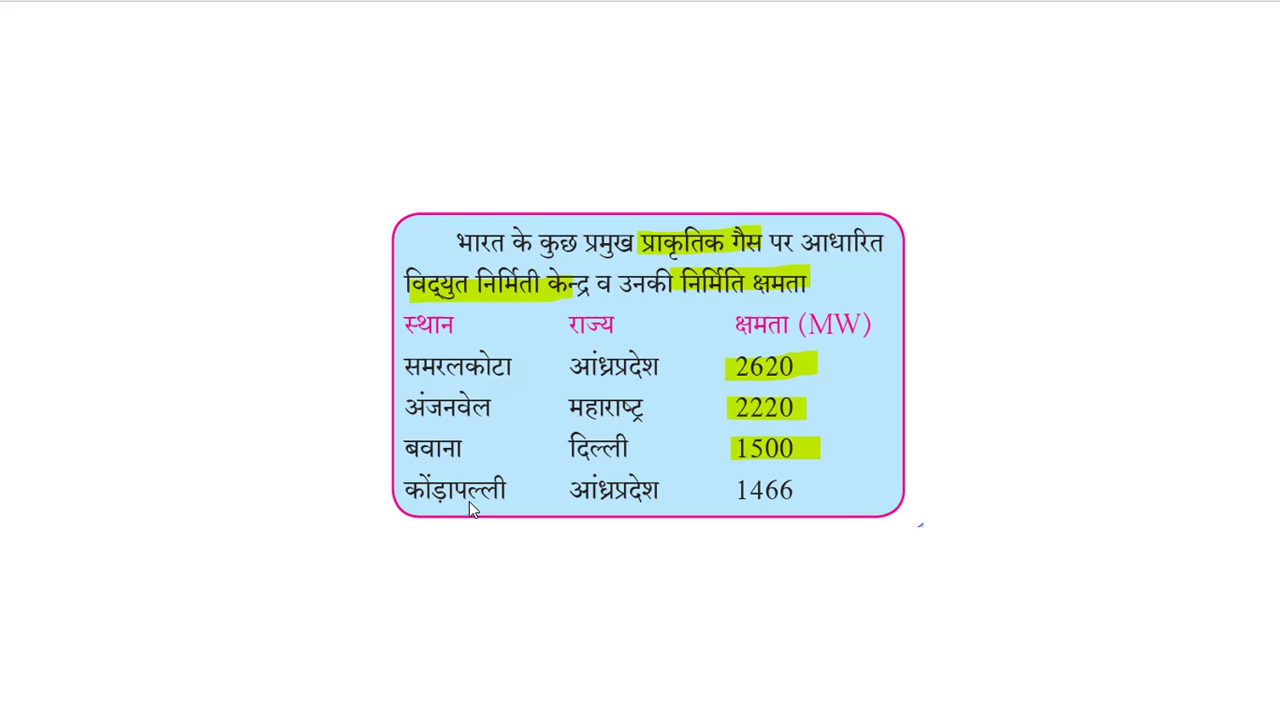 भारत के कुछ प्रमुख प्राकृतिक गैस पर आधारित
विद्युत निर्मिती केन्द्र व उनकी निर्मिति क्षमता
स्थान राज्य क्षमता (MW)
समरलकोटा आंध्रप्रदेश 2620
अंजनवेल महाराष्ट्र 2220
बवाना दिल्ली 1500
कोंड़ापल्ली आंध्रप्रदेश 1466